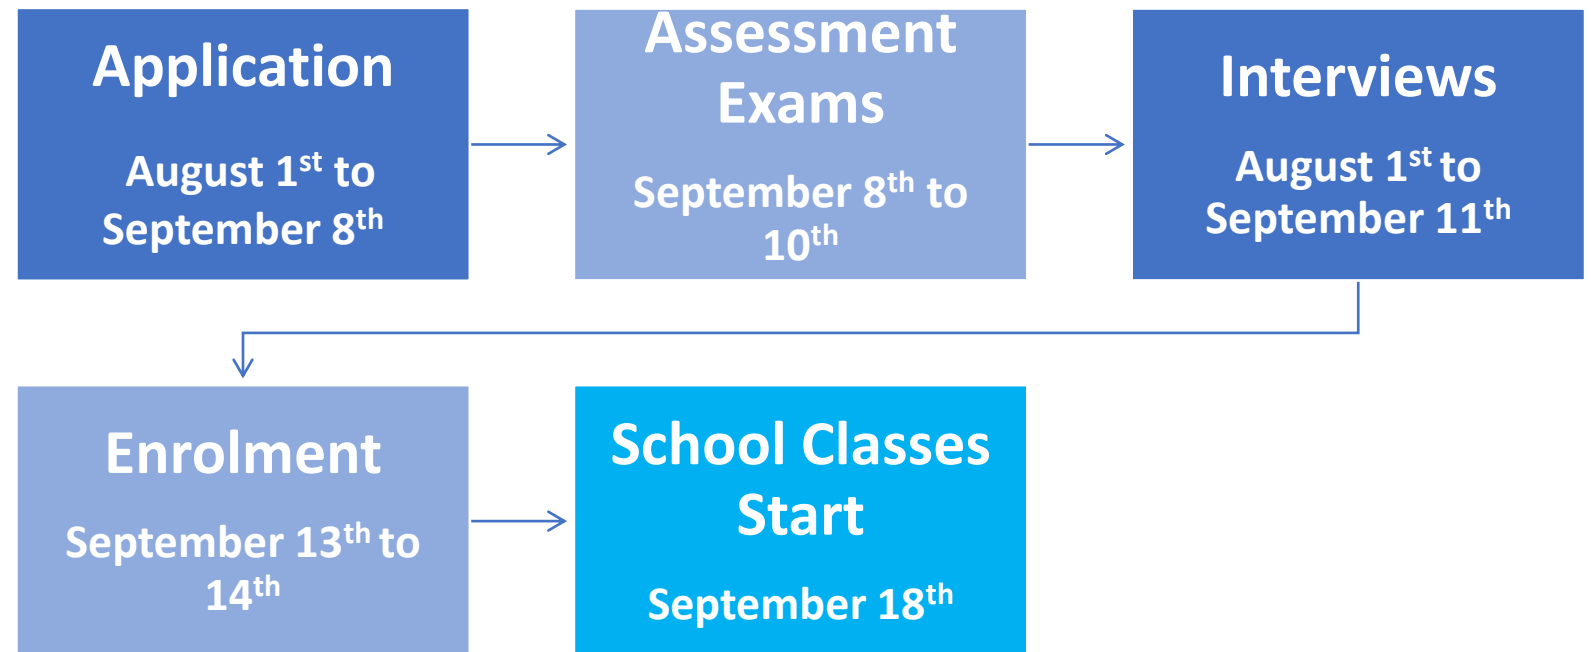 Application
August 1st to
September 8th
Assessment
Exams
September 8th to
10th
Interviews
August 1st to
September 11th
Enrolment
September 13th to
14th
School Classes
Start
September 18th